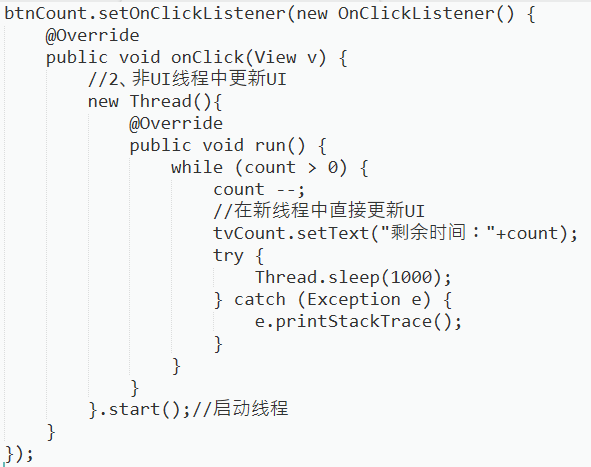 btnCount.setOnClickListener(new OnClickListener() {
    @Override
    public void onClick(View v) {
        //2、非UI线程中更新UI
        new Thread(){
            @Override
            public void run() {
                while (count > 0) {
                    count --;
                    //在新线程中直接更新UI
                    tvCount.setText("剩余时间："+count);
                    try {
                        Thread.sleep(1000);
                    } catch (Exception e) {
                        e.printStackTrace();
                    }
                }
            }
        }.start();//启动线程
    }
});